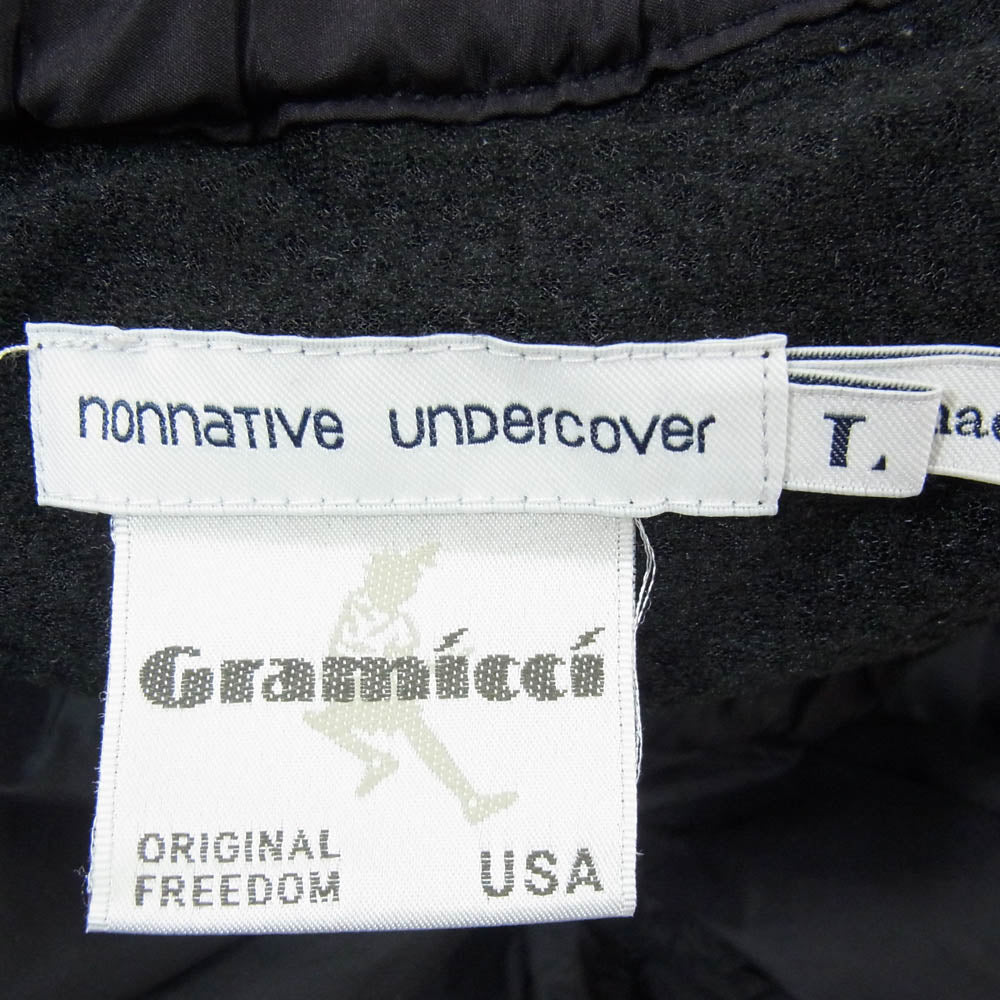 nonnative undercover
L
Gramicci
ORIGINAL
FREEDOM
USA